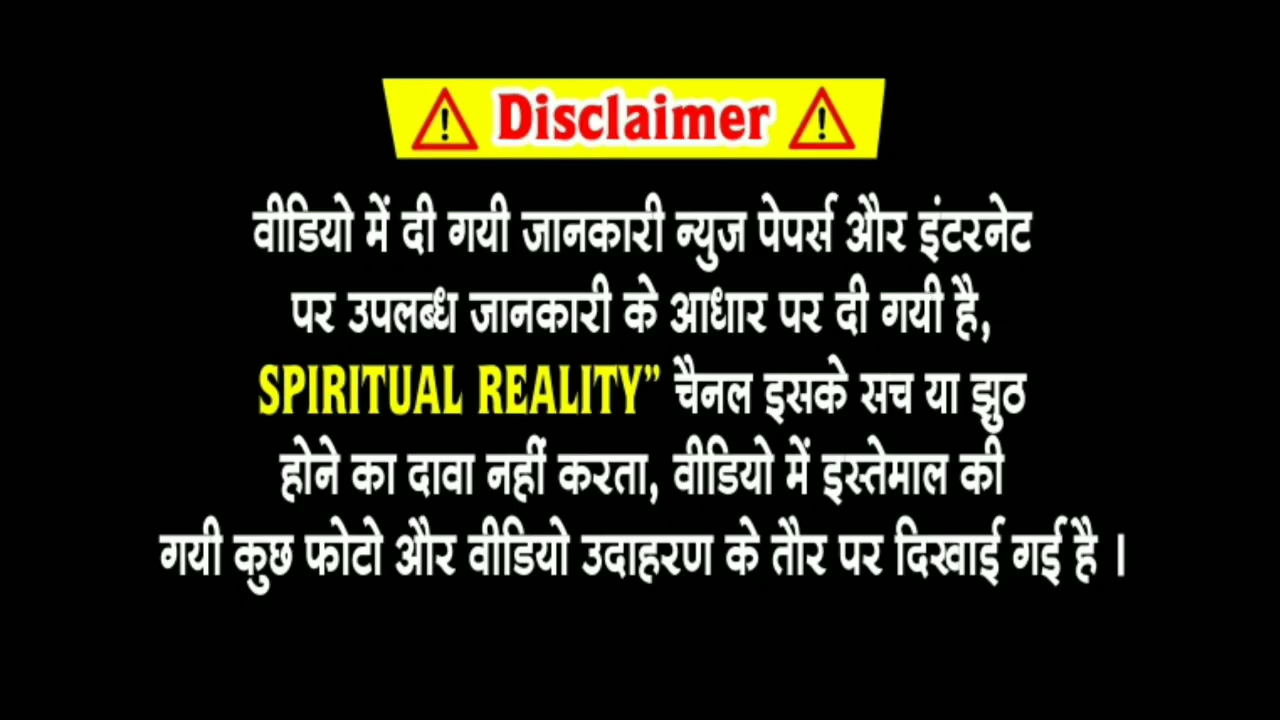 Disclaimer
वीडियो में दी गयी जानकारी न्युज पेपर्स और इंटरनेट
पर उपलब्ध जानकारी के आधार पर दी गयी है,
SPIRITUAL REALITY” चैनल इसके सच या झुठ
होने का दावा नहीं करता, वीडियो में इस्तेमाल की
गयी कुछ फोटो और वीडियो उदाहरण के तौर पर दिखाई गई है ।